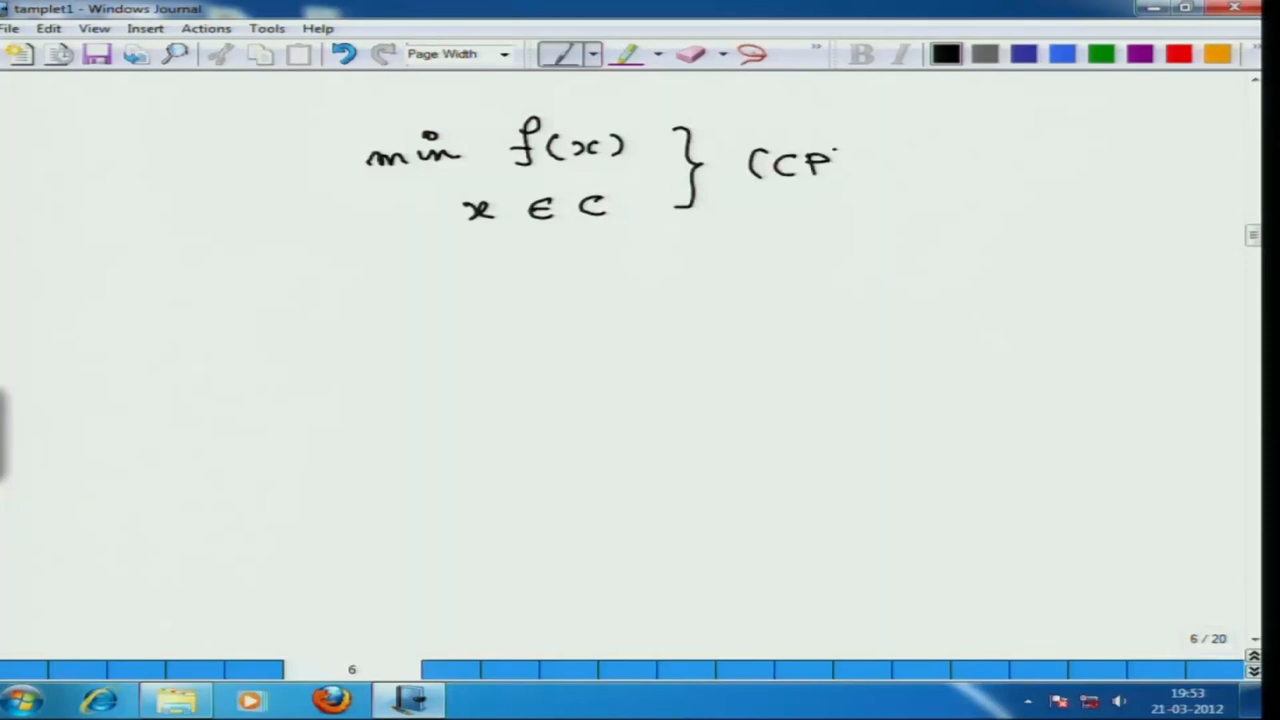 tamplet1 - Windows Journal
File Edit View Insert Actions Tools Help
Page Width
B I
min f(x) } (CP
x ∈ C
6 / 20
6
19:53
21-03-2012